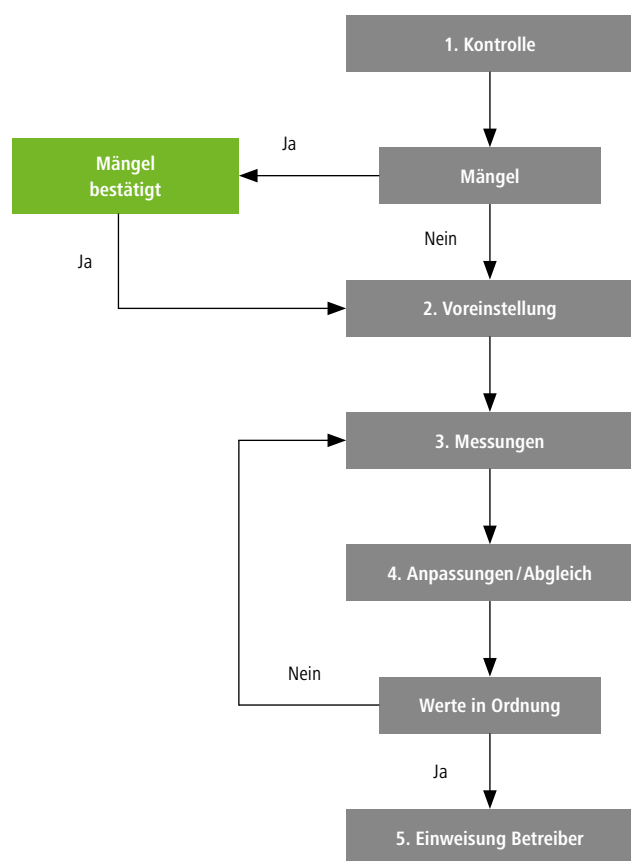 1. Kontrolle
Ja
Mängel
bestätigt
Mängel
Nein
Ja
2. Voreinstellung
3. Messungen
4. Anpassungen/Abgleich
Nein
Werte in Ordnung
Ja
5. Einweisung Betreiber